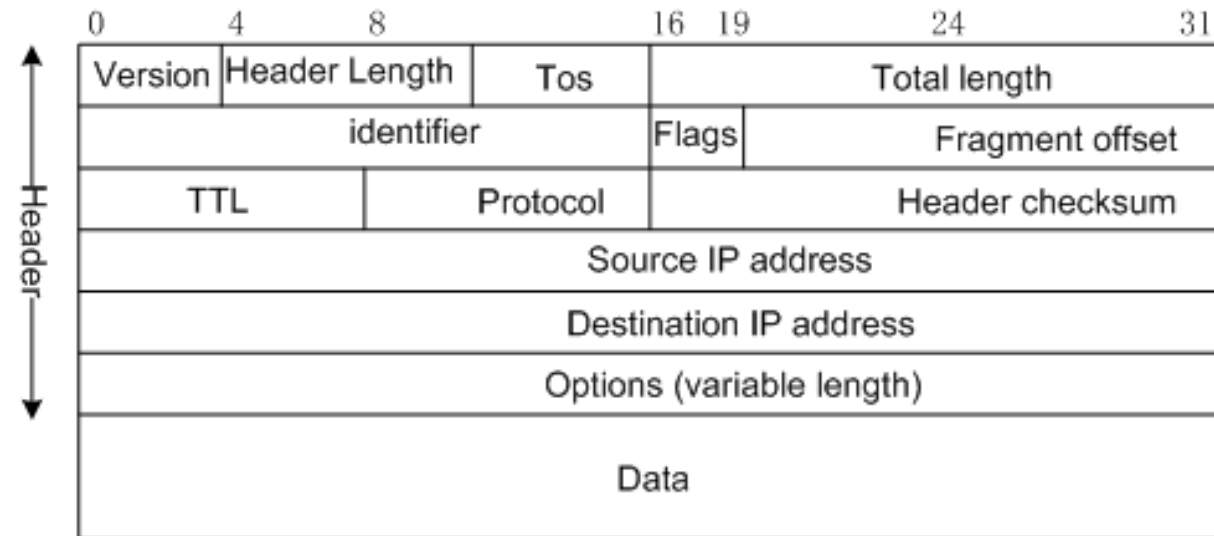 0 4 8 16 19 24 31
Version Header Length Tos Total length
identifier Flags Fragment offset
TTL Protocol Header checksum
Header
Source IP address
Destination IP address
Options (variable length)
Data